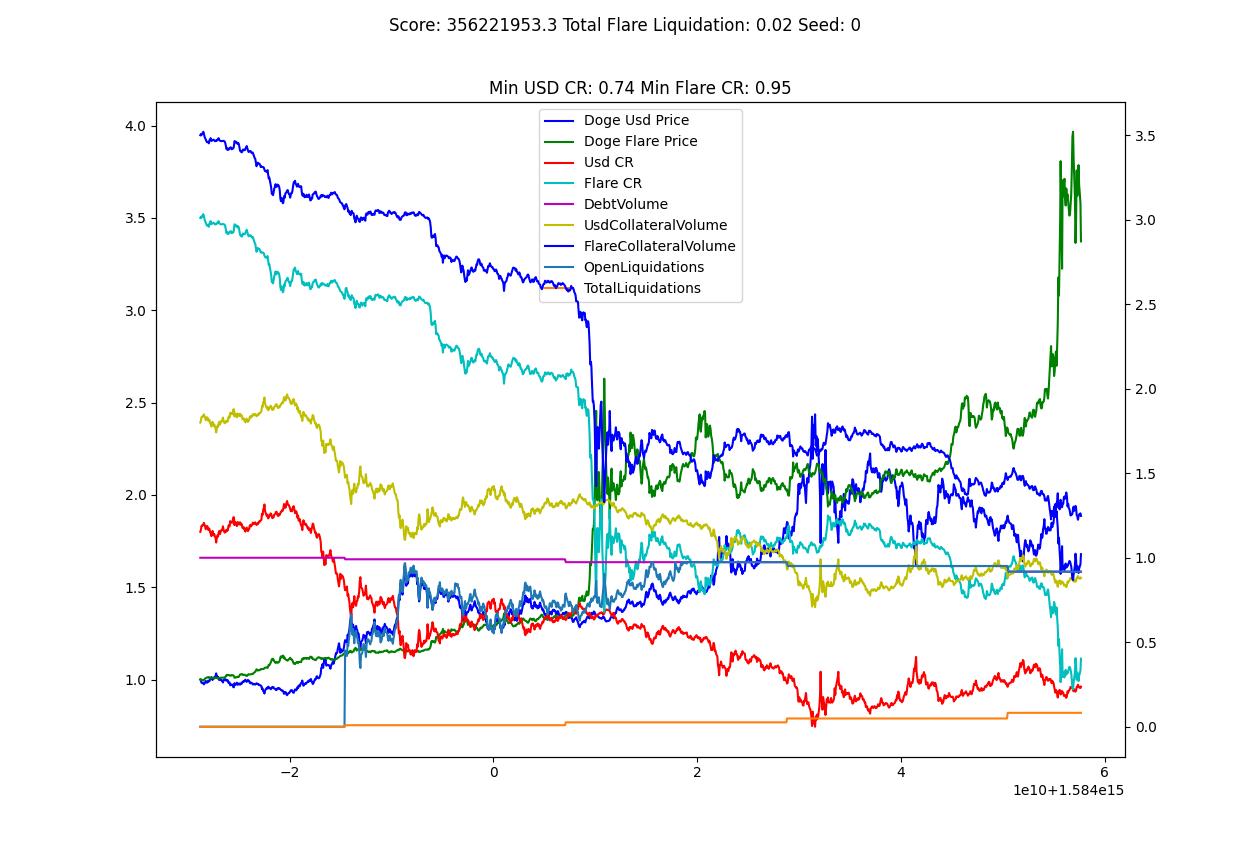 Score: 356221953.3 Total Flare Liquidation: 0.02 Seed: 0
Min USD CR: 0.74 Min Flare CR: 0.95
Doge Usd Price
Doge Flare Price
Usd CR
Flare CR
DebtVolume
UsdCollateralVolume
FlareCollateralVolume
OpenLiquidations
TotalLiquidations
4.0
3.5
3.0
2.5
2.0
1.5
1.0
3.5
3.0
2.5
2.0
1.5
1.0
0.5
0.0
−2 0 2 4 6
1e10+1.584e15